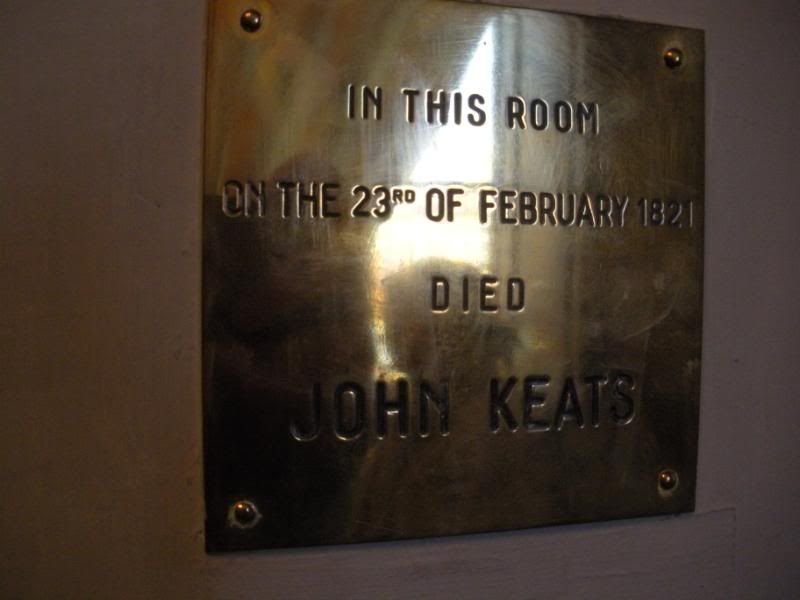 IN THIS ROOM
ON THE 23RD OF FEBRUARY 1821
DIED
JOHN KEATS